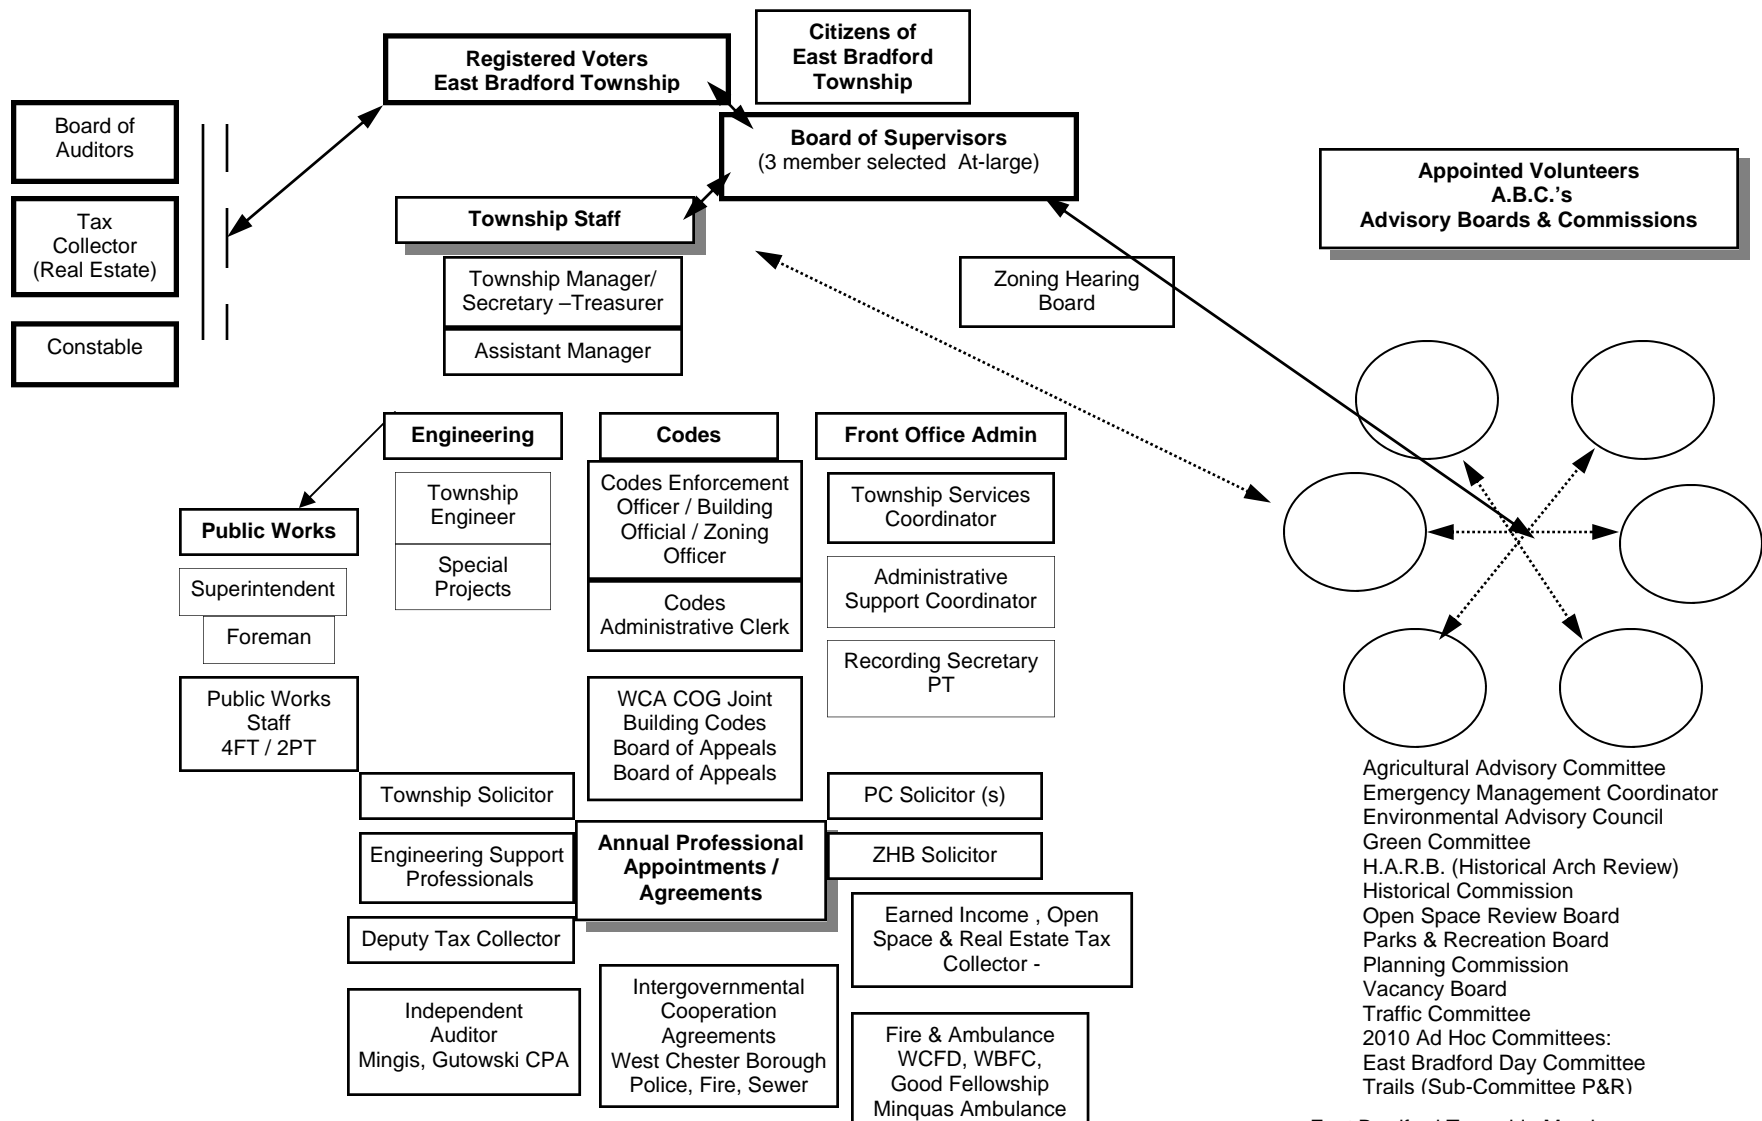 Citizens of
East Bradford
Township
Registered Voters
East Bradford Township
Board of
Auditors
Tax
Collector
(Real Estate)
Constable
Board of Supervisors
(3 member selected  At-large)
Appointed Volunteers
A.B.C.’s
Advisory Boards & Commissions
Township Staff
Township Manager/
Secretary –Treasurer
Assistant Manager
Zoning Hearing
Board
Engineering
Township
Engineer
Special
Projects
Codes
Codes Enforcement
Officer / Building
Official / Zoning
Officer
Codes
Administrative Clerk
WCA COG Joint
Building Codes
Board of Appeals
Board of Appeals
Front Office Admin
Township Services
Coordinator
Administrative
Support Coordinator
Recording Secretary
PT
Public Works
Superintendent
Foreman
Public Works
Staff
4FT / 2PT
Township Solicitor
Engineering Support
Professionals
Deputy Tax Collector
Independent
Auditor
Mingis, Gutowski CPA
Annual Professional
Appointments /
Agreements
Intergovernmental
Cooperation
Agreements
West Chester Borough
Police, Fire, Sewer
PC Solicitor (s)
ZHB Solicitor
Earned Income , Open
Space & Real Estate Tax
Collector -
Fire & Ambulance
WCFD, WBFC,
Good Fellowship
Minquas Ambulance
Agricultural Advisory Committee
Emergency Management Coordinator
Environmental Advisory Council
Green Committee
H.A.R.B. (Historical Arch Review)
Historical Commission
Open Space Review Board
Parks & Recreation Board
Planning Commission
Vacancy Board
Traffic Committee
2010 Ad Hoc Committees:
East Bradford Day Committee
Trails (Sub-Committee P&R)
East Bradford Township